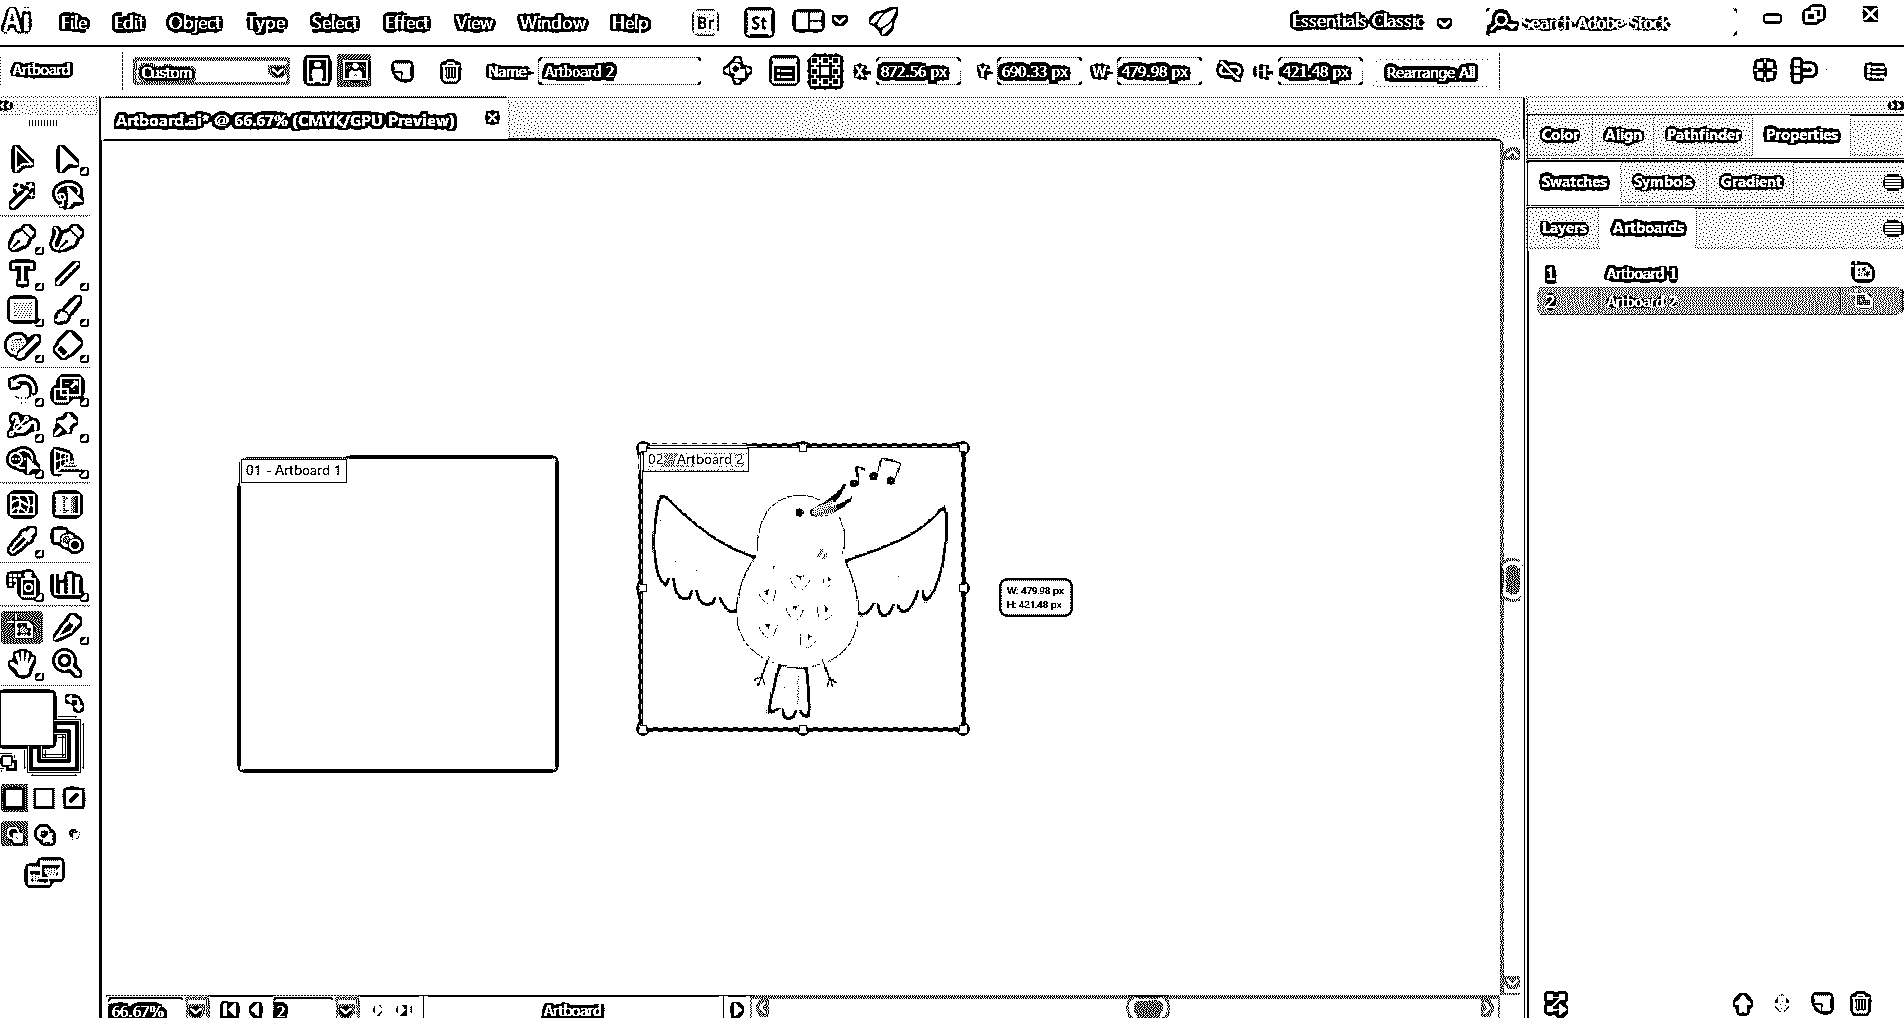 Ai File Edit Object Type Select Effect View Window Help Br St Essentials Classic Search Adobe Stock
Artboard Custom Name: Artboard 2 X: 872.56 px Y: 690.33 px W: 479.98 px H: 421.48 px Rearrange All
Artboard.ai* @ 66.67% (CMYK/GPU Preview)
Color Align Pathfinder Properties
Swatches Symbols Gradient
Layers Artboards
1 Artboard 1
2 Artboard 2
01 - Artboard 1
02 - Artboard 2
W: 479.98 px
H: 421.48 px
66.67% 2 Artboard